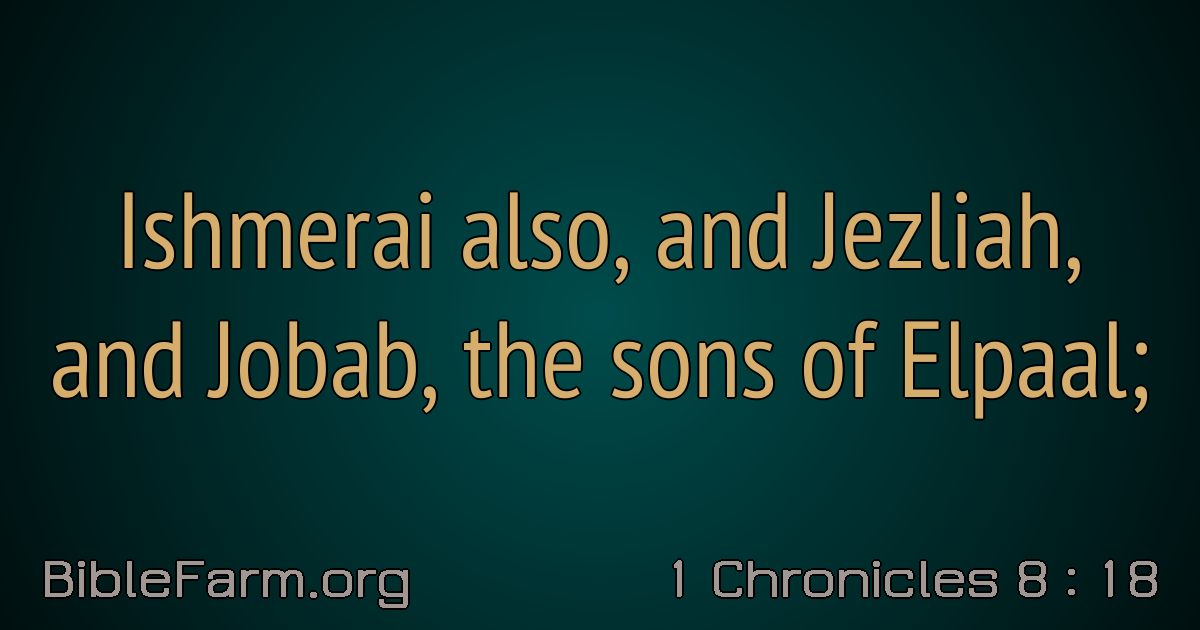 Ishmerai also, and Jezliah,
and Jobab, the sons of Elpaal;
BibleFarm.org
1 Chronicles 8 : 18